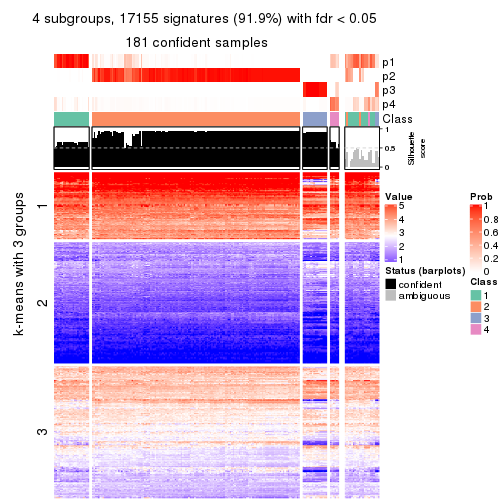 4 subgroups, 17155 signatures (91.9%) with fdr < 0.05
181 confident samples
p1
p2
p3
p4
Class
1
0.5
0
Silhouette
score
k-means with 3 groups
1
2
3
Value
5
4
3
2
1
Status (barplots)
confident
ambiguous
Prob
1
0.8
0.6
0.4
0.2
0
Class
1
2
3
4